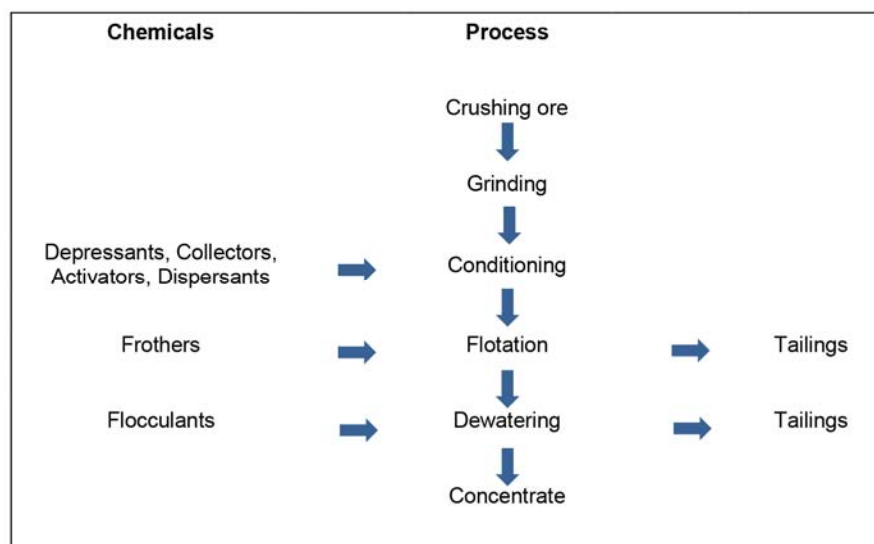 Chemicals Process
Crushing ore
Grinding
Depressants, Collectors,
Activators, Dispersants
Conditioning
Frothers Flotation Tailings
Flocculants Dewatering Tailings
Concentrate